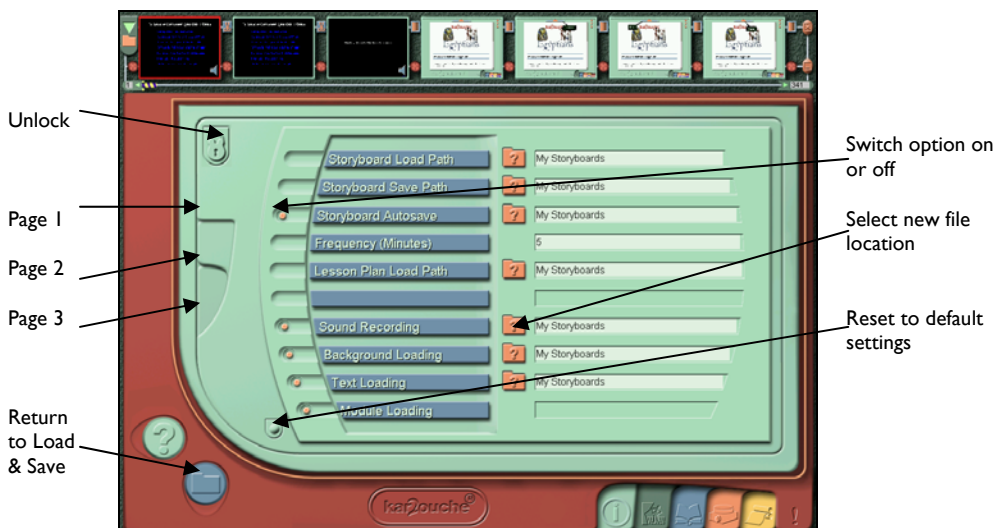 1
341
Unlock
Page 1
Page 2
Page 3
Return
to Load
& Save
Storyboard Load Path
My Storyboards
Storyboard Save Path
My Storyboards
Storyboard Autosave
My Storyboards
Frequency (Minutes)
5
Lesson Plan Load Path
My Storyboards
Sound Recording
My Storyboards
Background Loading
My Storyboards
Text Loading
My Storyboards
Module Loading
Switch option on
or off
Select new file
location
Reset to default
settings
kar2ouche®